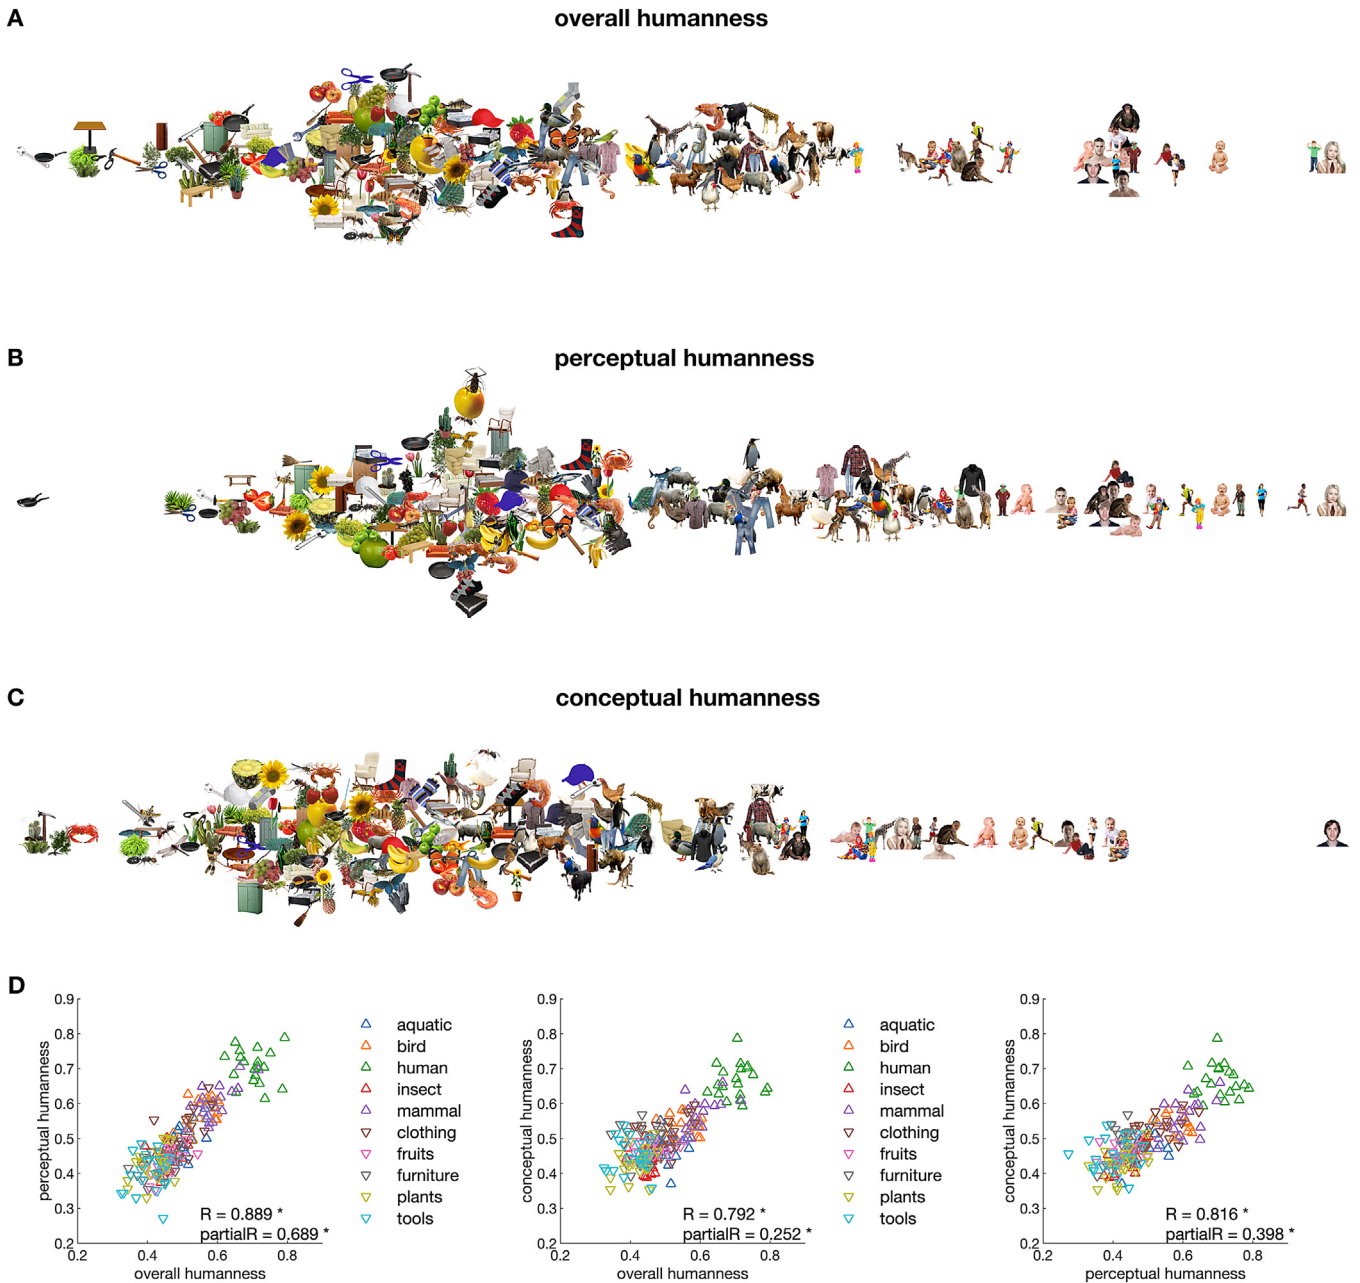 A
overall humanness
B
perceptual humanness
C
conceptual humanness
D
0.9
0.8
0.7
0.6
0.5
0.4
0.3
0.2
perceptual humanness
0.2
0.4
0.6
0.8
overall humanness
R = 0.889 *
partialR = 0.689 *
aquatic
bird
human
insect
mammal
clothing
fruits
furniture
plants
tools
0.9
0.8
0.7
0.6
0.5
0.4
0.3
0.2
conceptual humanness
0.2
0.4
0.6
0.8
overall humanness
R = 0.792 *
partialR = 0.252 *
aquatic
bird
human
insect
mammal
clothing
fruits
furniture
plants
tools
0.9
0.8
0.7
0.6
0.5
0.4
0.3
0.2
conceptual humanness
0.2
0.4
0.6
0.8
perceptual humanness
R = 0.816 *
partialR = 0.398 *